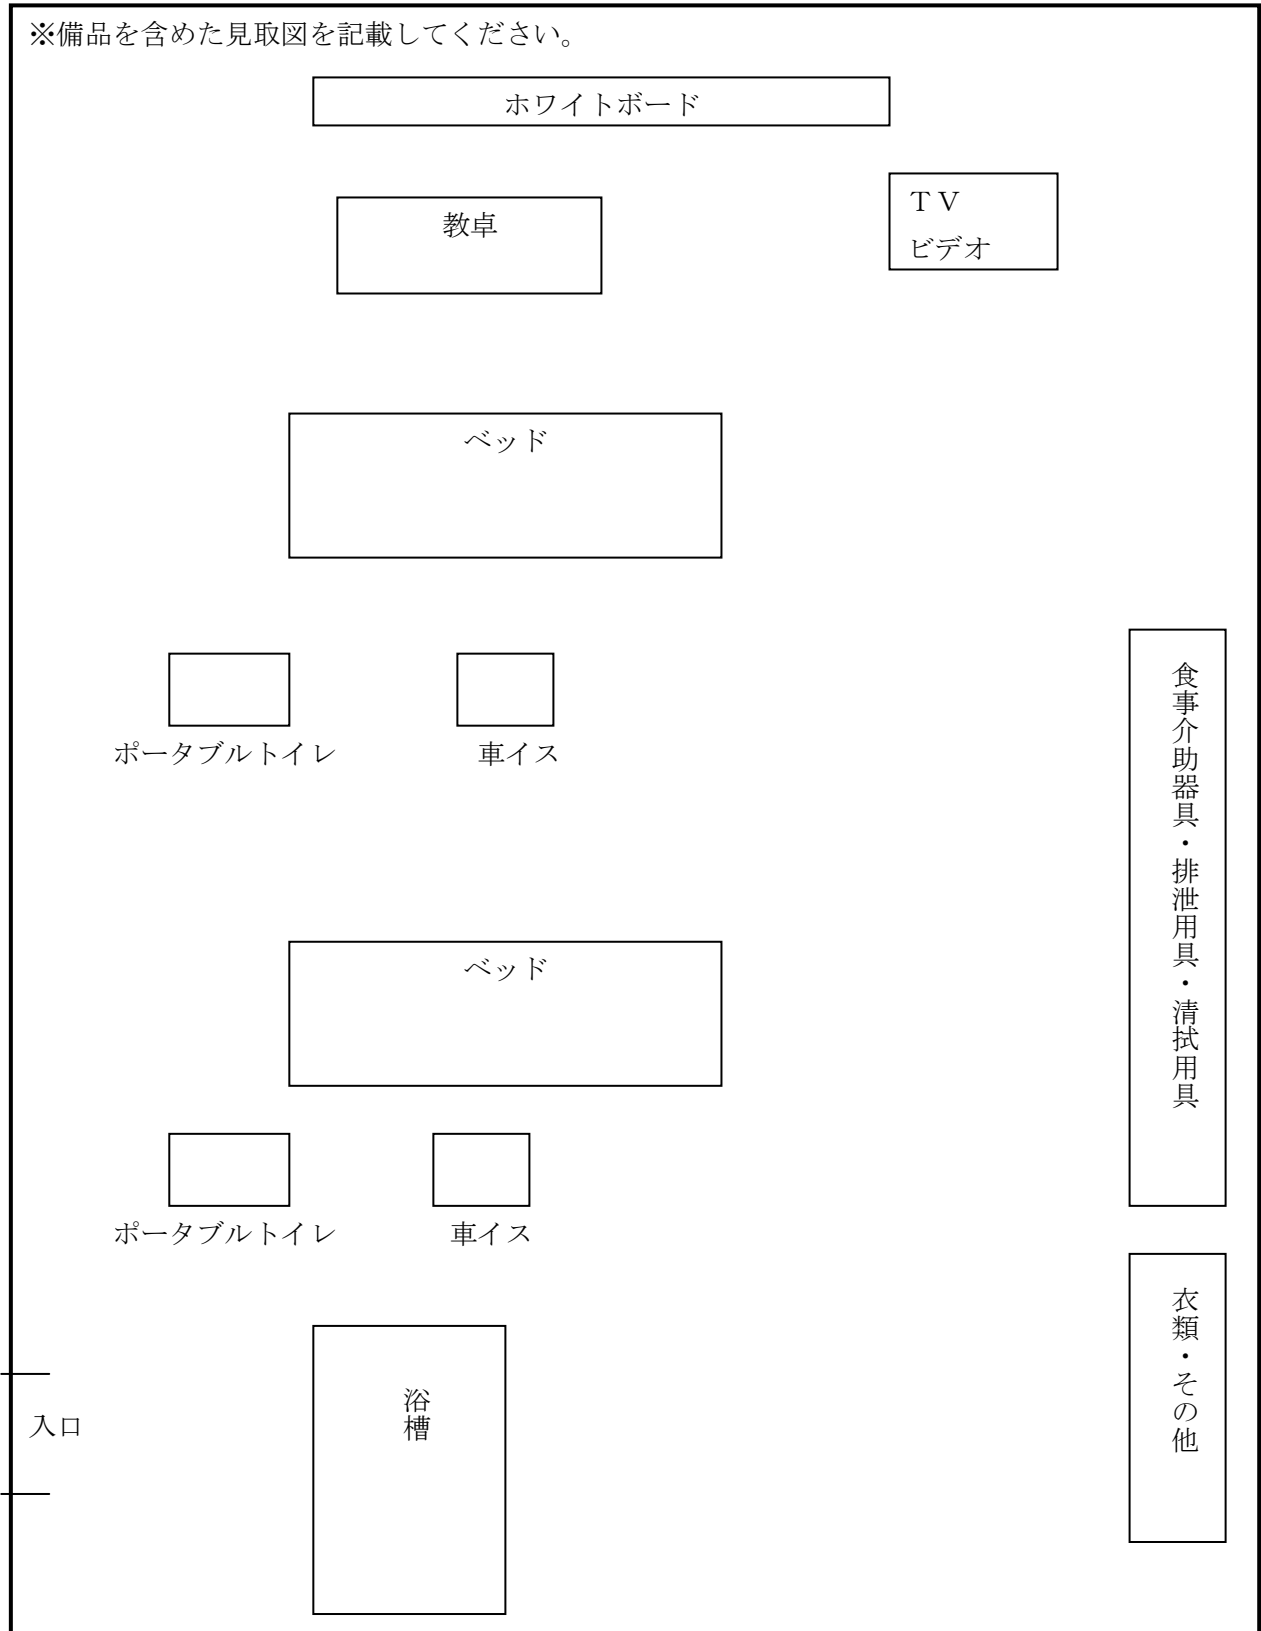 ※備品を含めた見取図を記載してください。
ホワイトボード
教卓
ＴＶ
ビデオ
ベッド
ポータブルトイレ
車イス
食事介助器具・排泄用具・清拭用具
ベッド
ポータブルトイレ
車イス
衣類・その他
入口
浴槽